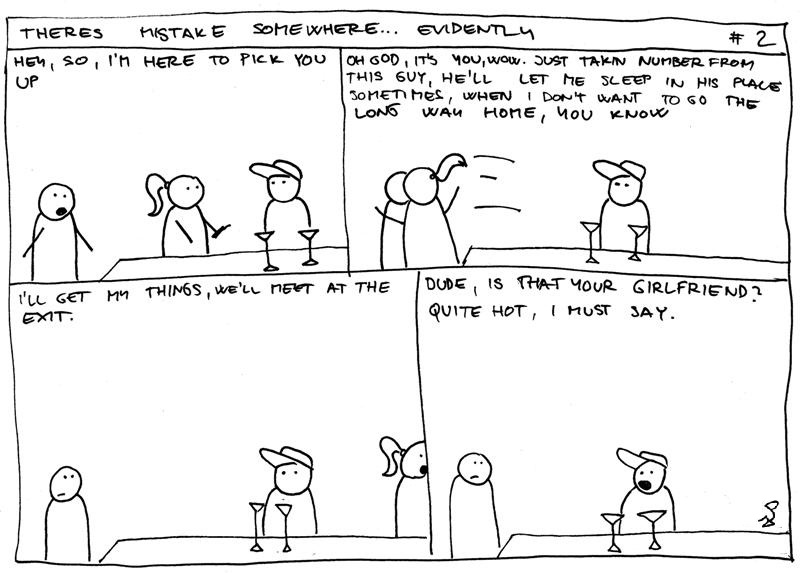 THERES MISTAKE SOMEWHERE... EVIDENTLY
# 2
HEY, SO, I'M HERE TO PICK YOU
UP
OH GOD, IT'S YOU, WOW. JUST TAKIN NUMBER FROM
THIS GUY, HE'LL LET ME SLEEP IN HIS PLACE
SOMETIMES, WHEN I DON'T WANT TO GO THE
LONG WAY HOME, YOU KNOW
I'LL GET MY THINGS, WE'LL MEET AT THE
EXIT.
DUDE, IS THAT YOUR GIRLFRIEND?
QUITE HOT, I MUST SAY.